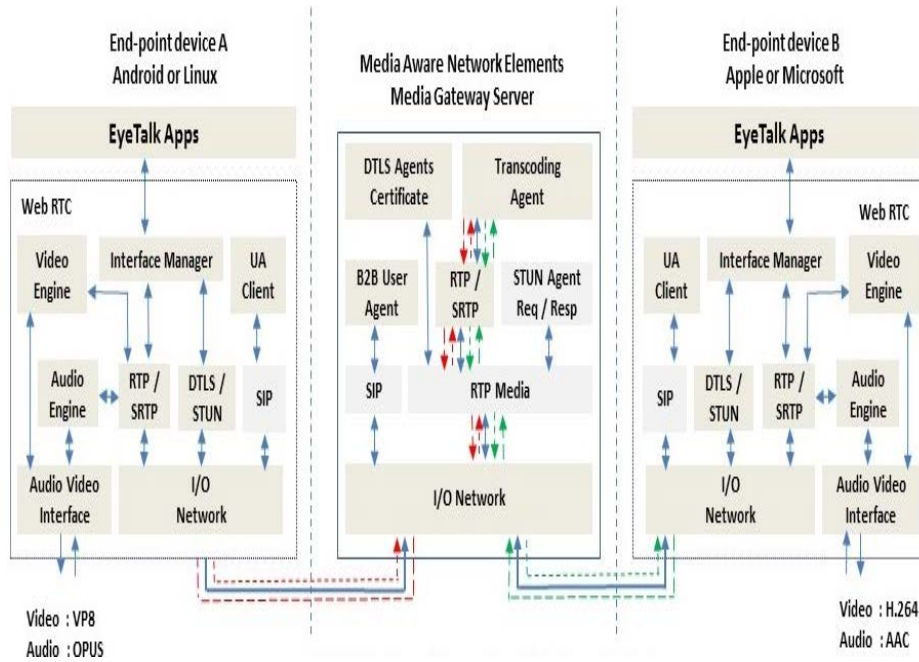 End-point device A
Android or Linux
EyeTalk Apps
Web RTC
Video
Engine
Interface Manager
UA
Client
Audio
Engine
RTP /
SRTP
DTLS /
STUN
SIP
Audio Video
Interface
I/O
Network
Video : VP8
Audio : OPUS
Media Aware Network Elements
Media Gateway Server
DTLS Agents
Certificate
Transcoding
Agent
B2B User
Agent
RTP /
SRTP
STUN Agent
Req / Resp
SIP
RTP Media
I/O Network
End-point device B
Apple or Microsoft
EyeTalk Apps
Web RTC
UA
Client
Interface Manager
Video
Engine
SIP
DTLS /
STUN
RTP /
SRTP
Audio
Engine
I/O
Network
Audio Video
Interface
Video : H.264
Audio : AAC